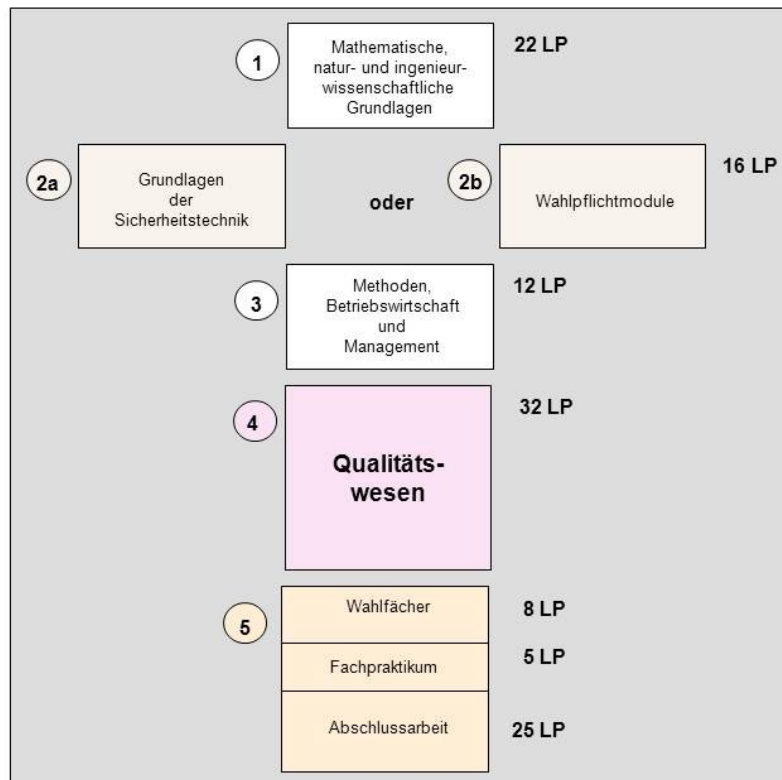 1
Mathematische,
natur- und ingenieur-
wissenschaftliche
Grundlagen
22 LP
2a
Grundlagen
der
Sicherheitstechnik
oder
2b
Wahlpflichtmodule
16 LP
3
Methoden,
Betriebswirtschaft
und
Management
12 LP
4
Qualitäts-
wesen
32 LP
5
Wahlfächer
8 LP
Fachpraktikum
5 LP
Abschlussarbeit
25 LP